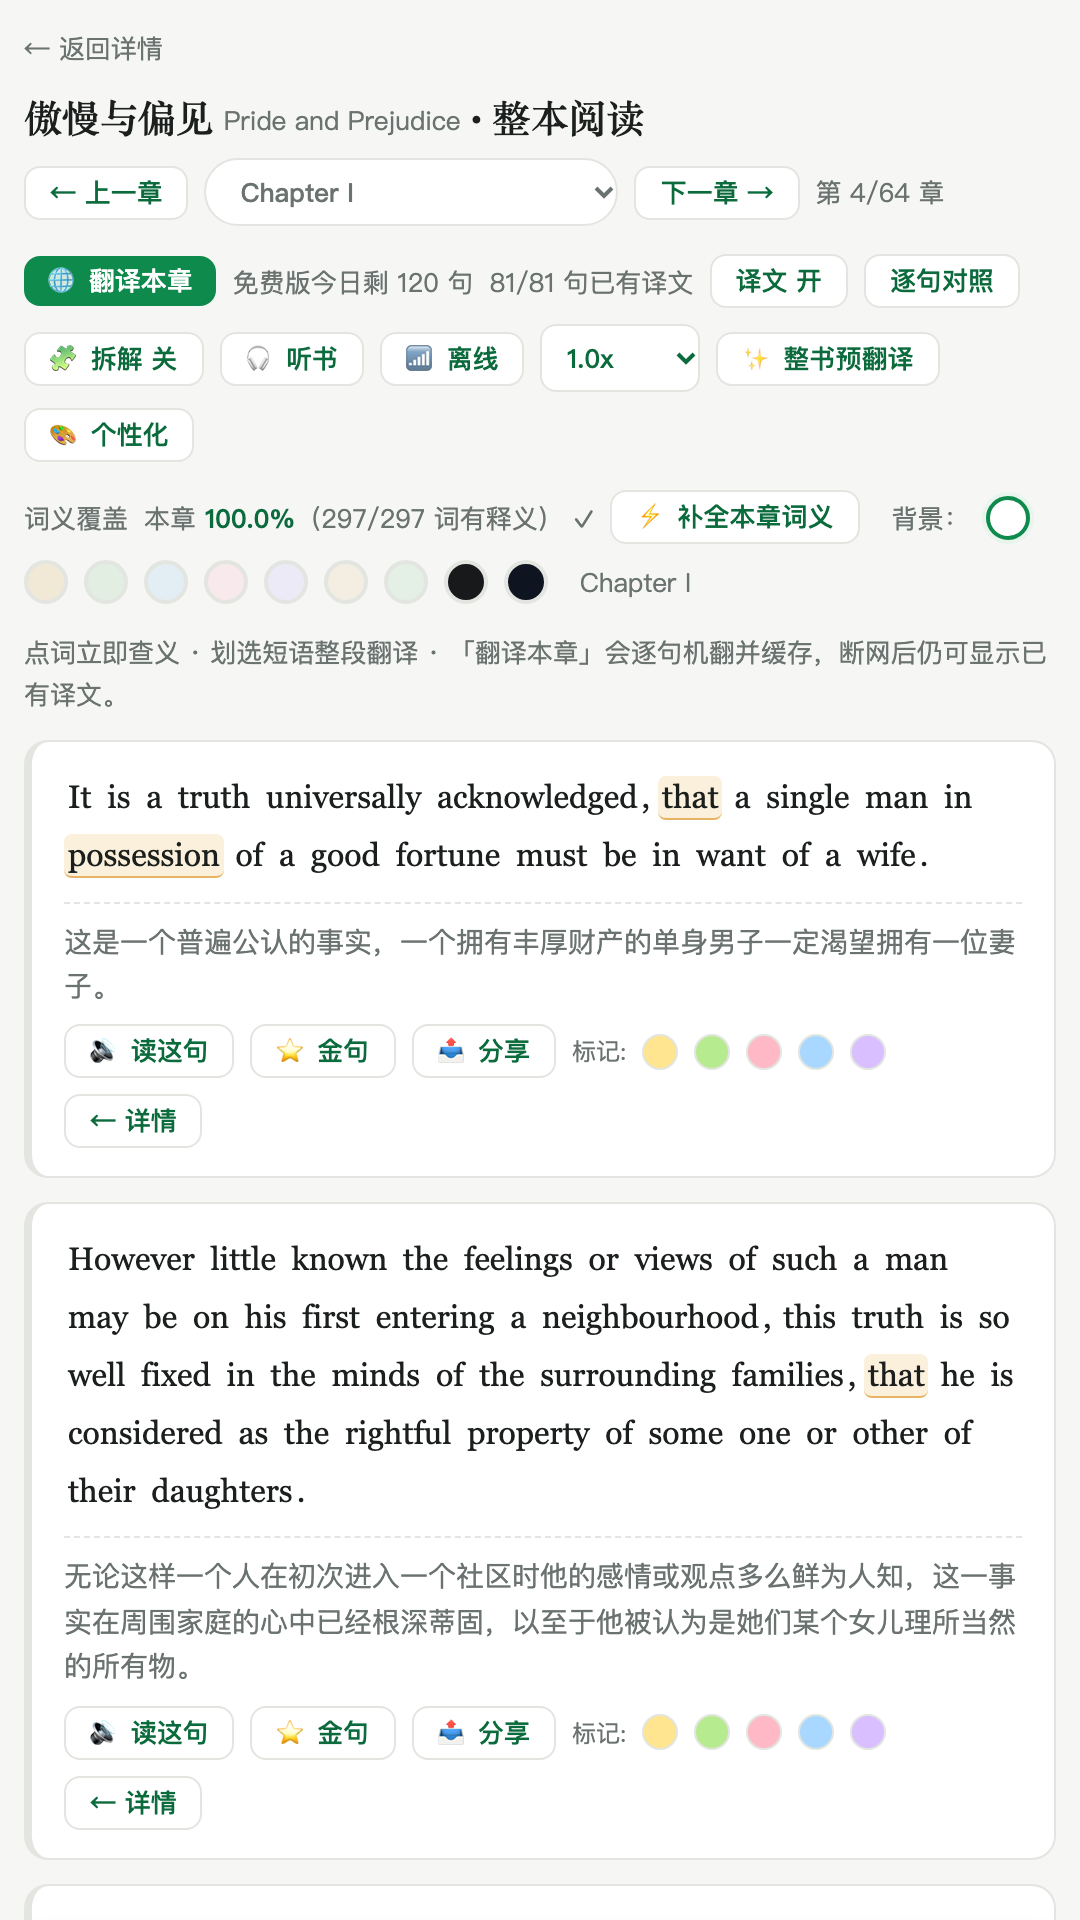 ← 返回详情
傲慢与偏见 Pride and Prejudice • 整本阅读
← 上一章 Chapter I 下一章 → 第 4/64 章
翻译本章 免费版今日剩 120 句 81/81 句已有译文 译文 开 逐句对照
拆解 关 听书 离线 1.0x 整书预翻译
个性化
词义覆盖 本章 100.0% (297/297 词有释义) ✓ 补全本章词义 背景:
Chapter I
点词立即查义 · 划选短语整段翻译 · 「翻译本章」会逐句机翻并缓存，断网后仍可显示已
有译文。
It is a truth universally acknowledged, that a single man in
possession of a good fortune must be in want of a wife.
这是一个普遍公认的事实，一个拥有丰厚财产的单身男子一定渴望拥有一位妻
子。
读这句 金句 分享 标记:
← 详情
However little known the feelings or views of such a man
may be on his first entering a neighbourhood, this truth is so
well fixed in the minds of the surrounding families, that he is
considered as the rightful property of some one or other of
their daughters.
无论这样一个人在初次进入一个社区时他的感情或观点多么鲜为人知，这一事
实在周围家庭的心中已经根深蒂固，以至于他被认为是她们某个女儿理所当然
的所有物。
读这句 金句 分享 标记:
← 详情